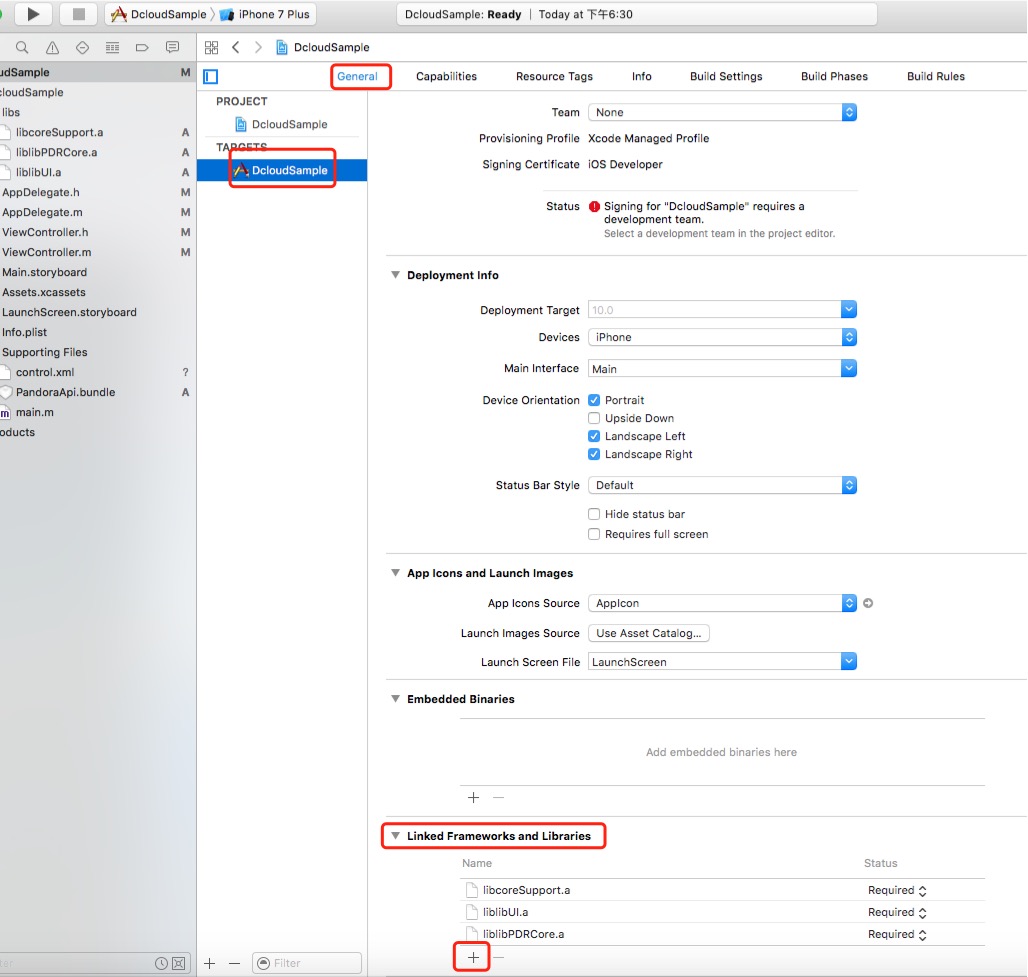 DcloudSample iPhone 7 Plus DcloudSample: Ready | Today at 下午6:30
DcloudSample
udSample M
cloudSample
libs
libcoreSupport.a A
liblibPDRCore.a A
liblibUI.a A
AppDelegate.h M
AppDelegate.m M
ViewController.h M
ViewController.m M
Main.storyboard
Assets.xcassets
LaunchScreen.storyboard
Info.plist
Supporting Files
control.xml ?
PandoraApi.bundle A
m main.m
oducts
General Capabilities Resource Tags Info Build Settings Build Phases Build Rules
PROJECT
DcloudSample
TARGETS
DcloudSample
Filter
Team None
Provisioning Profile Xcode Managed Profile
Signing Certificate iOS Developer
Status Signing for "DcloudSample" requires a
development team.
Select a development team in the project editor.
Deployment Info
Deployment Target 10.0
Devices iPhone
Main Interface Main
Device Orientation Portrait
Upside Down
Landscape Left
Landscape Right
Status Bar Style Default
Hide status bar
Requires full screen
App Icons and Launch Images
App Icons Source AppIcon
Launch Images Source Use Asset Catalog...
Launch Screen File LaunchScreen
Embedded Binaries
Add embedded binaries here
Linked Frameworks and Libraries
Name Status
libcoreSupport.a Required
liblibUI.a Required
liblibPDRCore.a Required